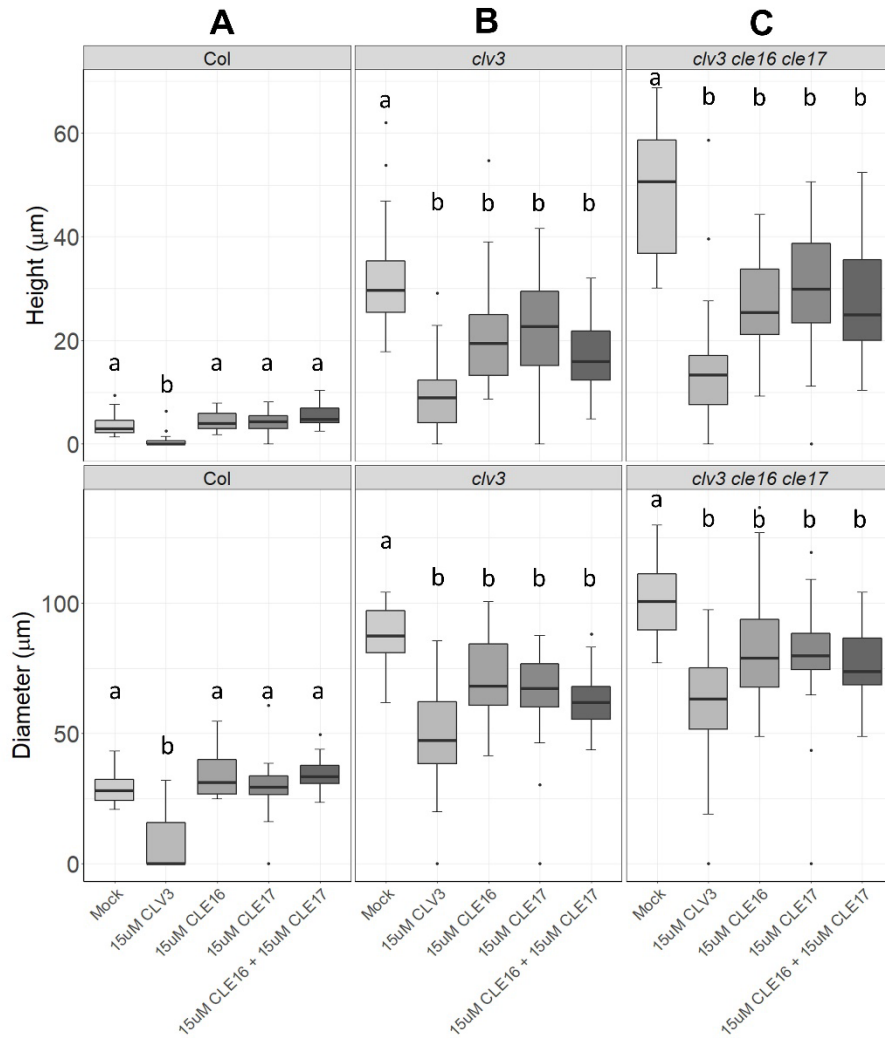 A B C
Col clv3 clv3 cle16 cle17
Height (μm)
60
40
20
0
a b a a a
a b b b b
a b b b b
Col clv3 clv3 cle16 cle17
Diameter (μm)
100
50
0
a b a a a
a b b b b
a b b b b
Mock
15uM CLV3
15uM CLE16
15uM CLE17
15uM CLE16 + 15uM CLE17
Mock
15uM CLV3
15uM CLE16
15uM CLE17
15uM CLE16 + 15uM CLE17
Mock
15uM CLV3
15uM CLE16
15uM CLE17
15uM CLE16 + 15uM CLE17